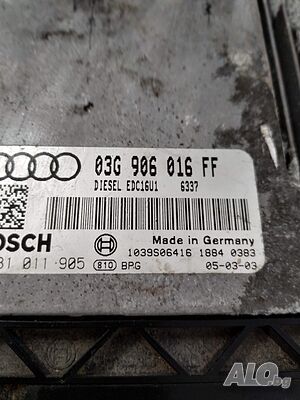 03G 906 016 FF
DIESEL EDC16U1 6337
BOSCH
Made in Germany
1039S06416 1884 0383
81 011 905 810 BPG 05-03-03
ALO.bg